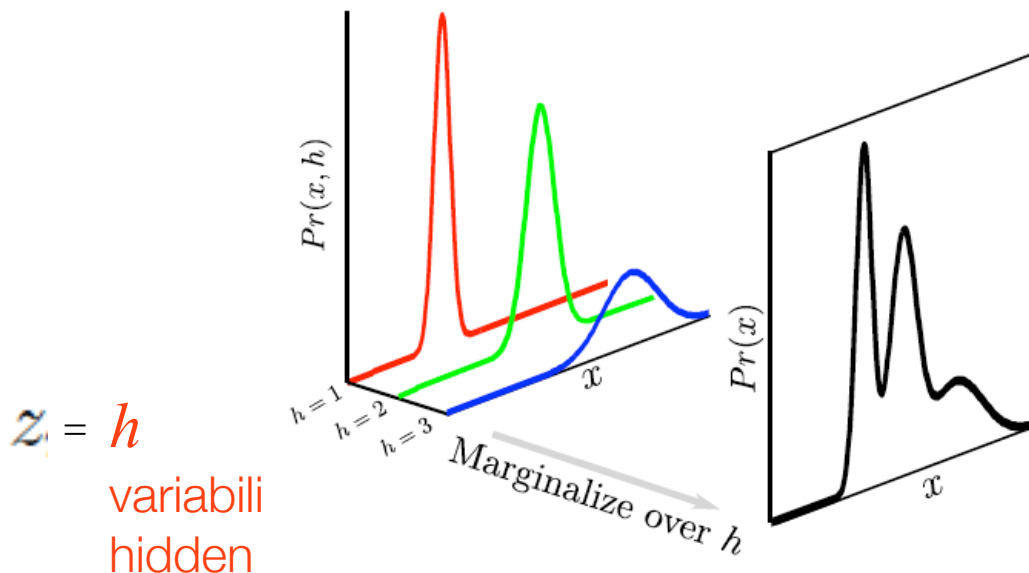 Pr(x, h)
h = 1
h = 2
h = 3
x
Marginalize over h
Pr(x)
x
z = h
variabili
hidden